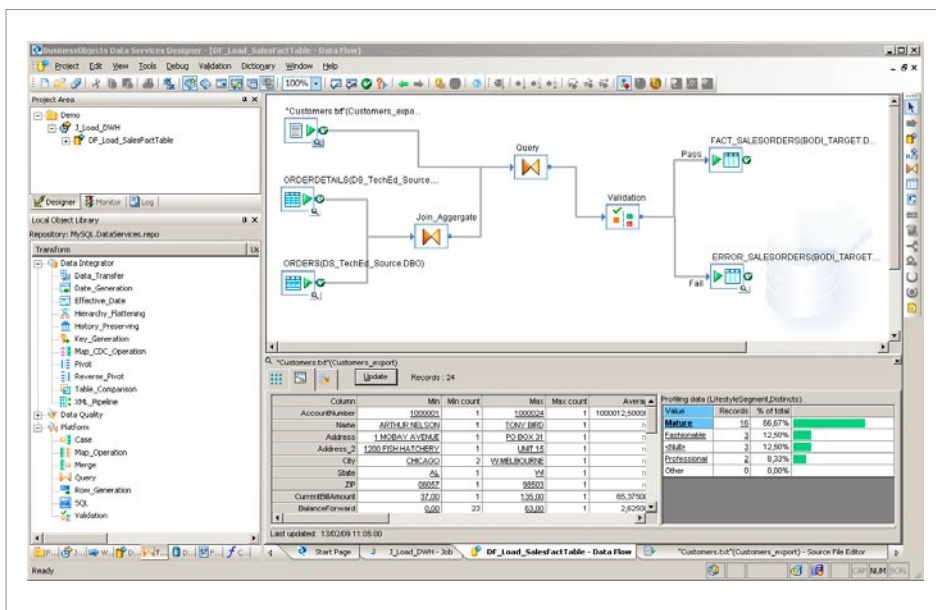 BusinessObjects Data Services Designer - [DF_Load_SalesFactTable - Data Flow]
Project Edit View Tools Debug Validation Dictionary Window Help
100%
Project Area
Demo
J_Load_DWH
DF_Load_SalesFactTable
Designer Monitor Log
Local Object Library
Repository: MySQL.DataServices.repo
Transform
Data Integrator
Data_Transfer
Date_Generation
Effective_Date
Hierarchy_Flattening
History_Preserving
Key_Generation
Map_CDC_Operation
Pivot
Reverse_Pivot
Table_Comparison
XML_Pipeline
Data Quality
Platform
Case
Map_Operation
Merge
Query
Row_Generation
SQL
Validation
"Customers.txt"(Customers_expo...
ORDERDETAILS(DS_TechEd_Source....
Join_Aggergate
ORDERS(DS_TechEd_Source.DBO)
Query
Validation
Pass
FACT_SALESORDERS(BODI_TARGET.D...
Fail
ERROR_SALESORDERS(BODI_TARGET...
"Customers.txt"(Customers_export)
Update Records : 24
Column Min Min count Max Max count
AccountNumber 1000001 1 1000024 1 1000012,5000
Name ARTHUR NELSON 1 TONY BIRD 1
Address 1 MOBAY AVENUE 1 PO BOX 31 1
Address_2 1200 FISH HATCHERY 1 UNIT 15 1
City CHICAGO 2 W.MELBOURNE 1
State AL 1 1
ZIP 08057 1 98503 1
CurrentBillAmount 37,00 1 135,00 1 65,3750
BalanceForward 0,00 23 63,00 1 2,6250
Profiling data (LifestyleSegment,Distincts)
Value Records % of total
Mature 16 66,67%
Fashionable 3 12,50%
<Null> 3 12,50%
Professional 2 8,33%
Other 0 0,00%
Last updated: 13/02/09 11:05:00
Start Page J_Load_DWH - Job DF_Load_SalesFactTable - Data Flow "Customers.txt"(Customers_export) - Source File Editor
Ready
CAP NUM SCRL